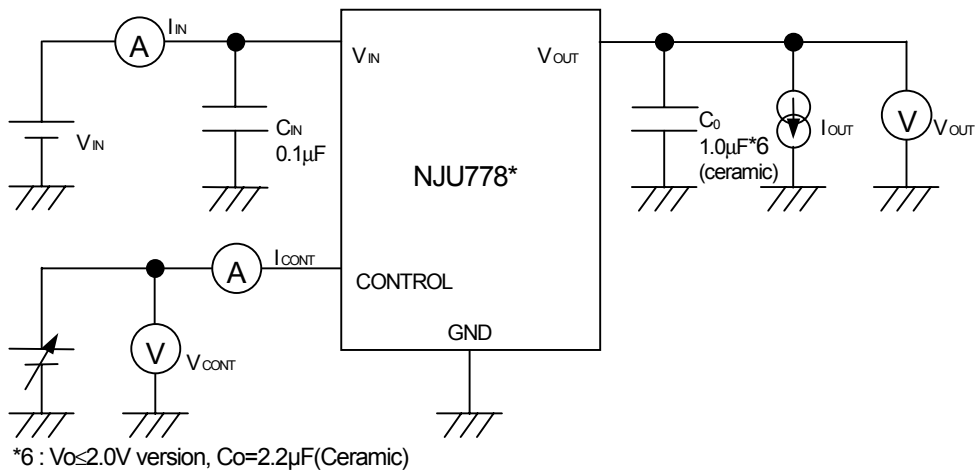 A
IIN
VIN
VOUT
VIN
CIN
0.1µF
C0
1.0µF*6
(ceramic)
IOUT
V
VOUT
NJU778*
A
ICONT
CONTROL
V
VCONT
GND
*6 : Vo≤2.0V version, Co=2.2µF(Ceramic)